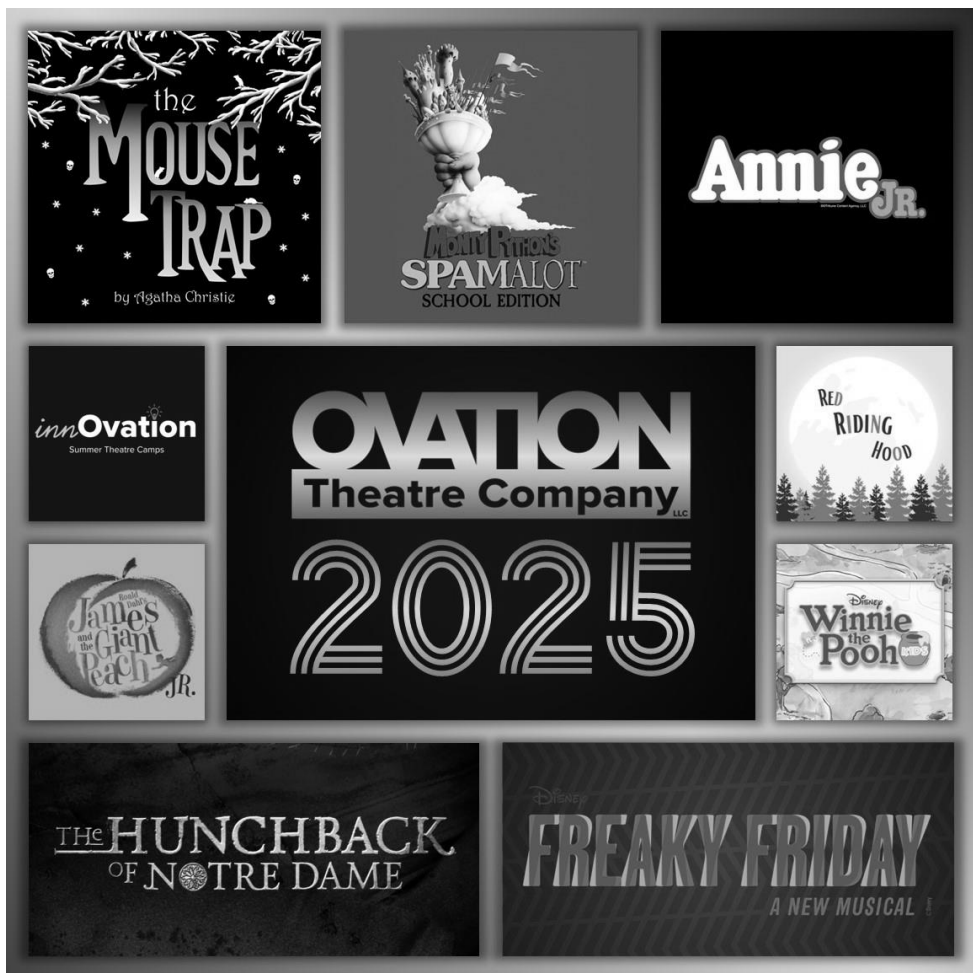 the
MOUSE
TRAP
by Agatha Christie
MONTY PYTHON'S
SPAMALOT
SCHOOL EDITION
Annie
JR.
innOvation
Summer Theatre Camps
OVATION
Theatre Company
LLC
2025
RED
RIDING
HOOD
Roald
Dahl's
James
and the
Giant
Peach
JR.
Disney
Winnie
the
Pooh
KIDS
THE HUNCHBACK
OF NOTRE DAME
Disney
FREAKY FRIDAY
A NEW MUSICAL